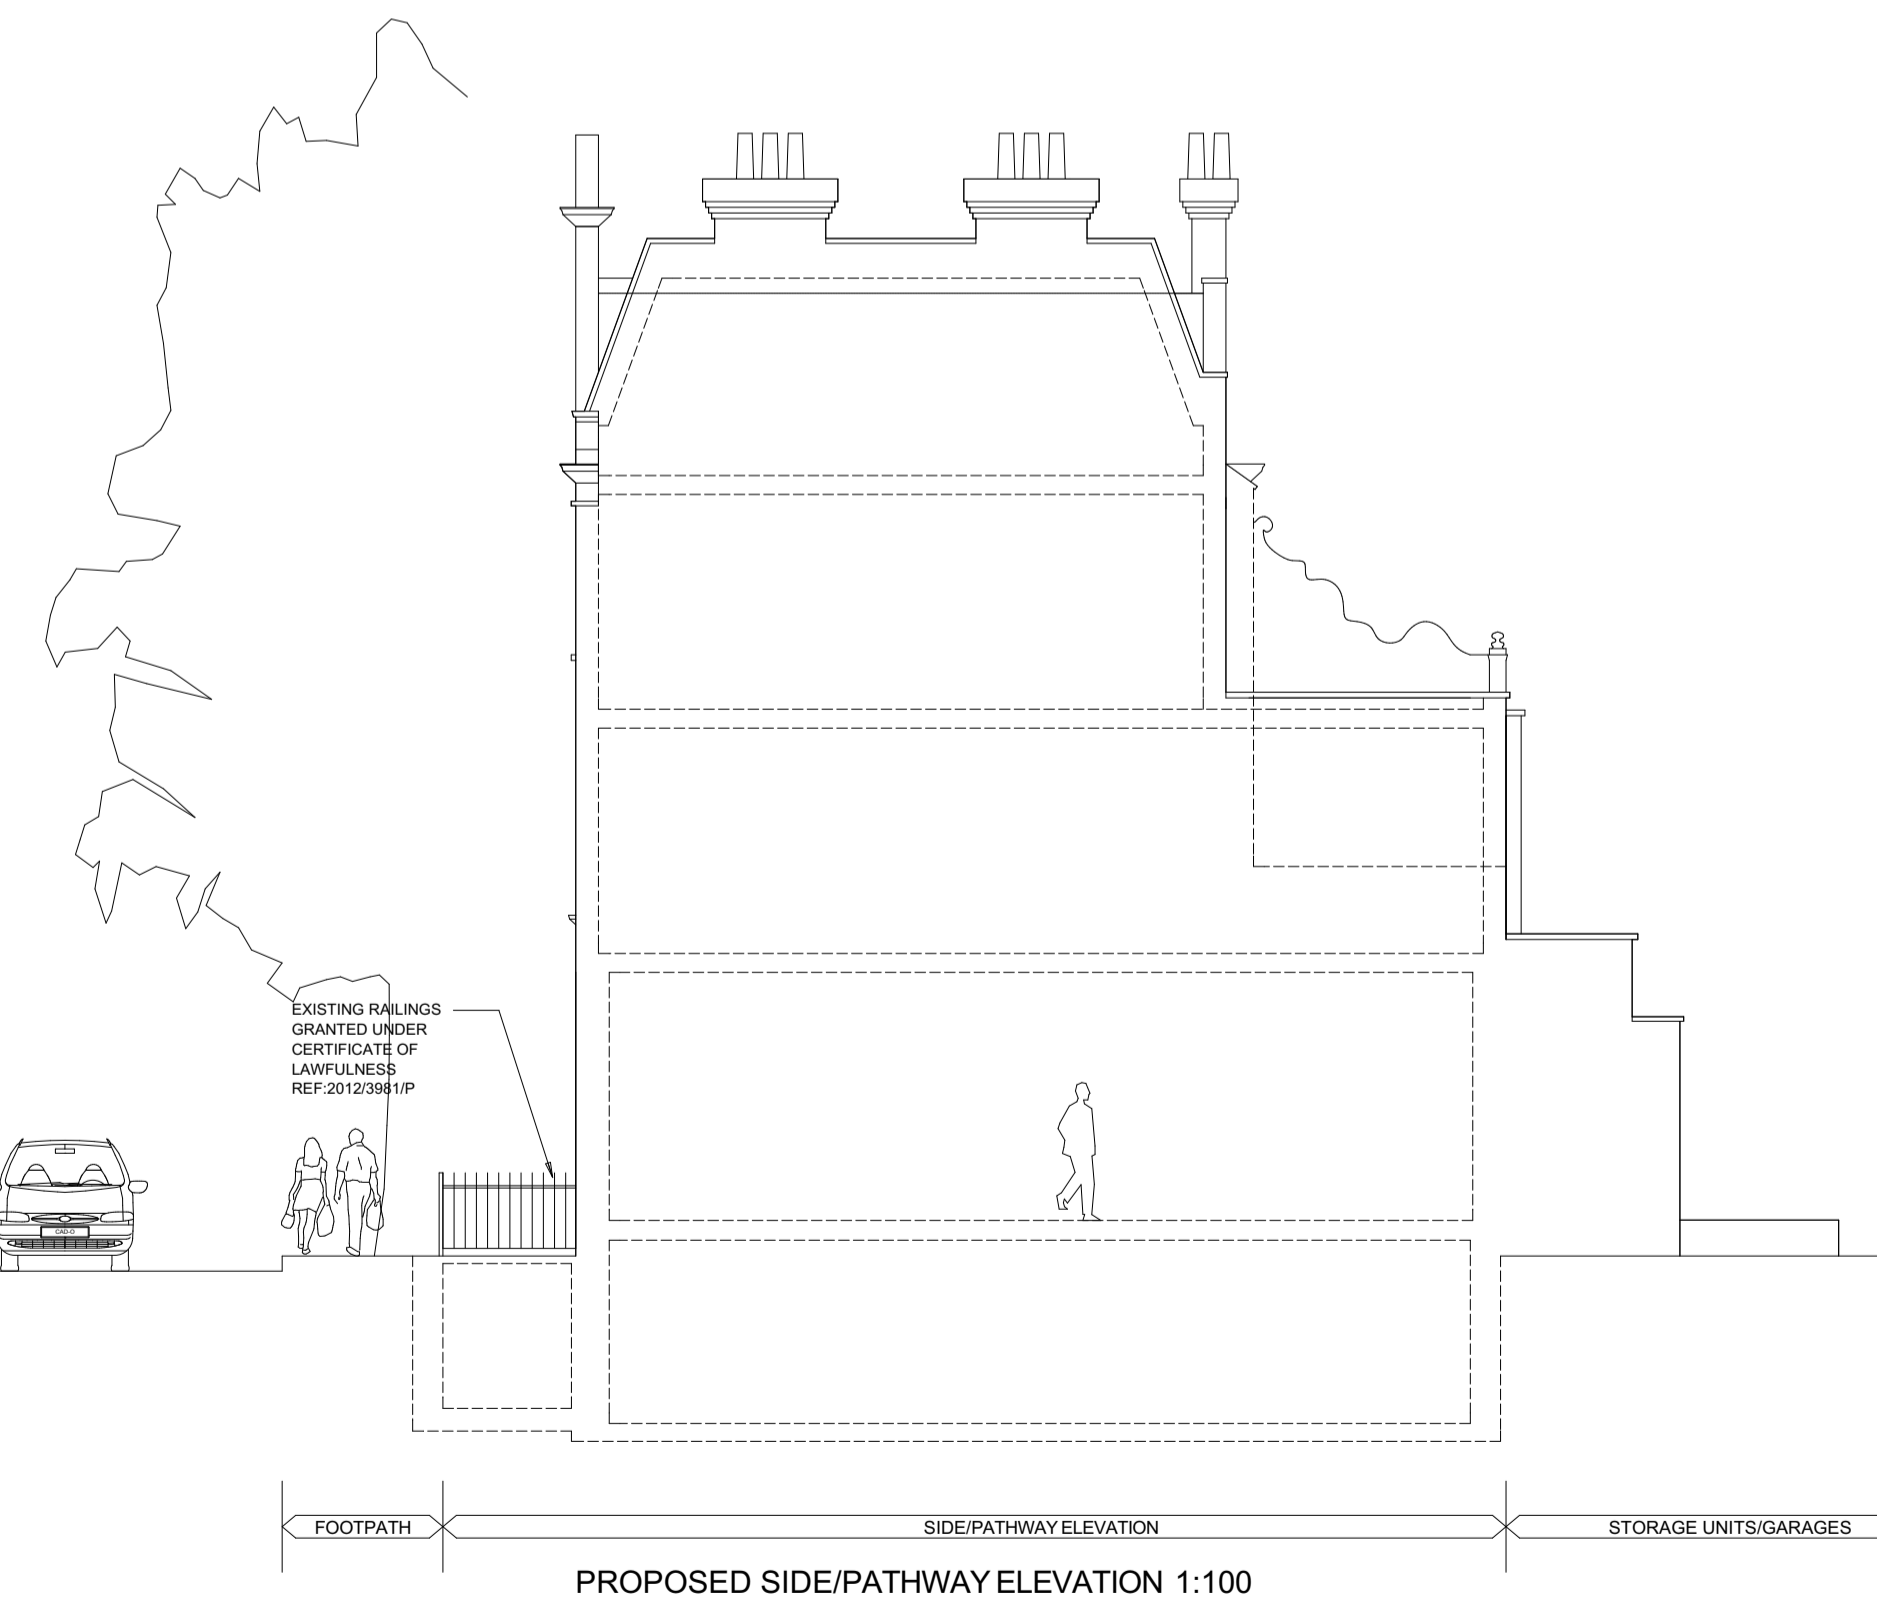 EXISTING RAILINGS
GRANTED UNDER
CERTIFICATE OF
LAWFULNESS
REF:2012/3981/P
CAD-D
FOOTPATH
SIDE/PATHWAY ELEVATION
STORAGE UNITS/GARAGES
PROPOSED SIDE/PATHWAY ELEVATION 1:100